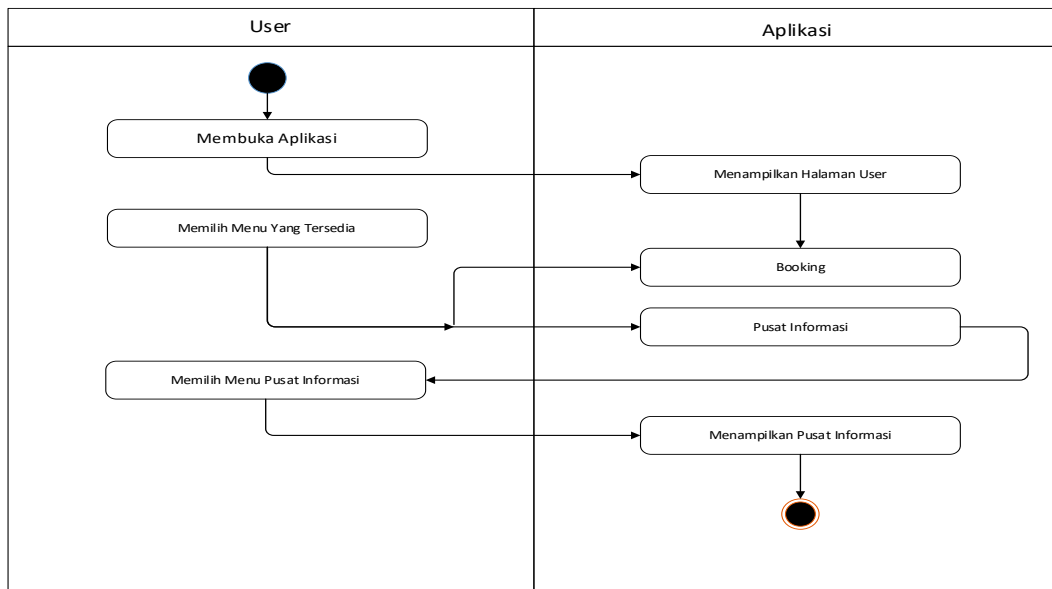 User
Aplikasi
Membuka Aplikasi
Menampilkan Halaman User
Memilih Menu Yang Tersedia
Booking
Pusat Informasi
Memilih Menu Pusat Informasi
Menampilkan Pusat Informasi